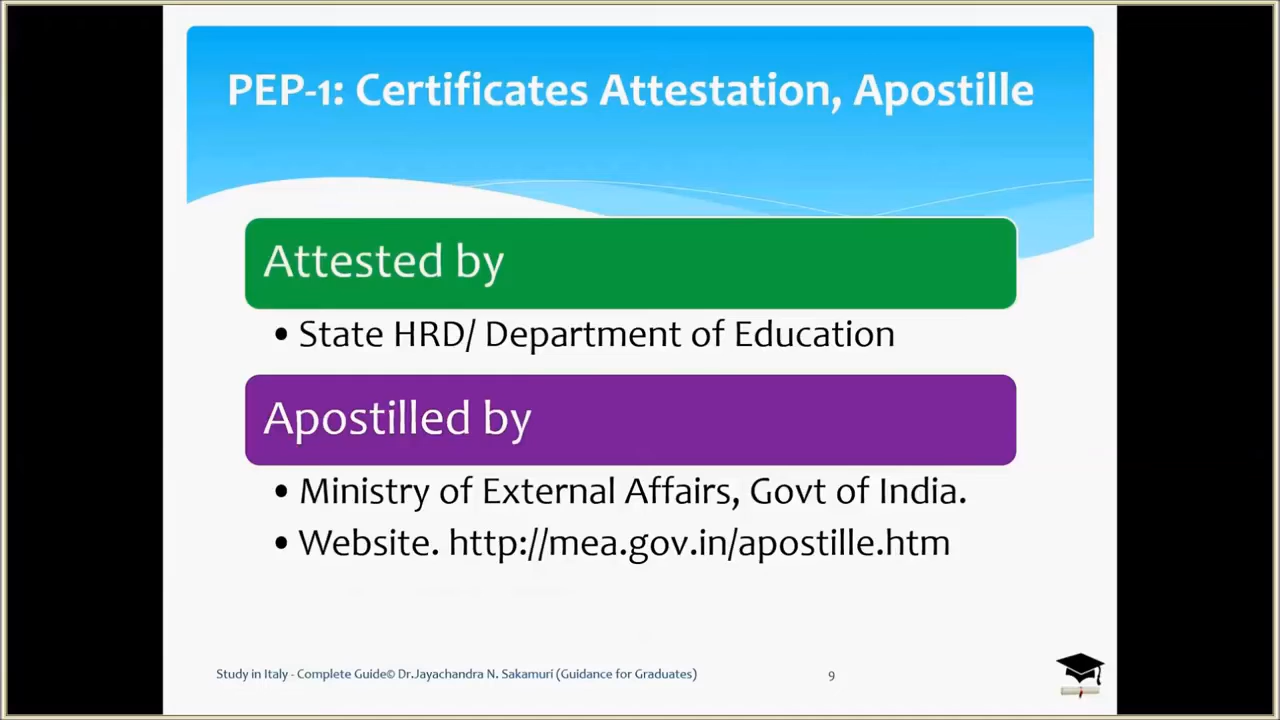 PEP-1: Certificates Attestation, Apostille
Attested by
• State HRD/ Department of Education
Apostilled by
• Ministry of External Affairs, Govt of India.
• Website. http://mea.gov.in/apostille.htm
Study in Italy - Complete Guide© Dr.Jayachandra N. Sakamuri (Guidance for Graduates)
9